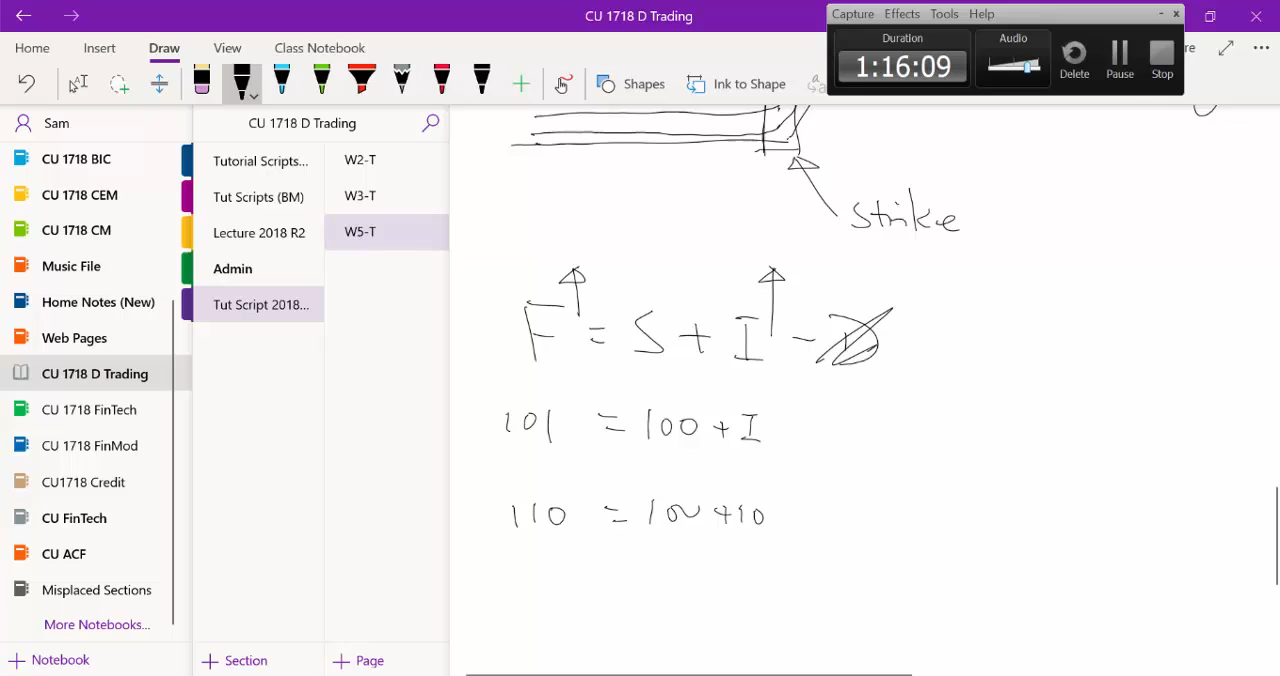 CU 1718 D Trading
Capture Effects Tools Help
Duration
1:16:09
Audio
Delete Pause Stop
Home Insert Draw View Class Notebook
re
Shapes
Ink to Shape
Sam
CU 1718 D Trading
CU 1718 BIC
CU 1718 CEM
CU 1718 CM
Music File
Home Notes (New)
Web Pages
CU 1718 D Trading
CU 1718 FinTech
CU 1718 FinMod
CU1718 Credit
CU FinTech
CU ACF
Misplaced Sections
More Notebooks...
Notebook
Tutorial Scripts...
Tut Scripts (BM)
Lecture 2018 R2
Admin
Tut Script 2018...
Section
W2-T
W3-T
W5-T
Page
strike
F = S + I - D
101 = 100 + I
110 = 100 + 10